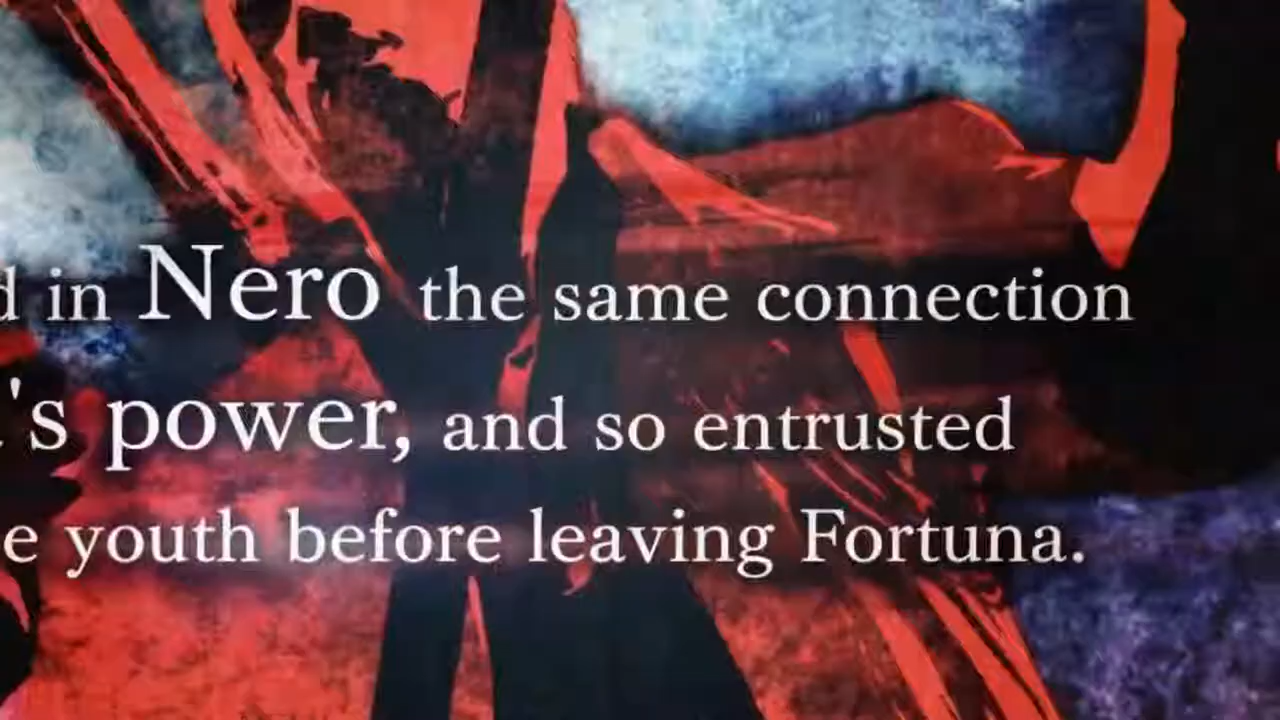 in Nero the same connection
's power, and so entrusted
youth before leaving Fortuna.